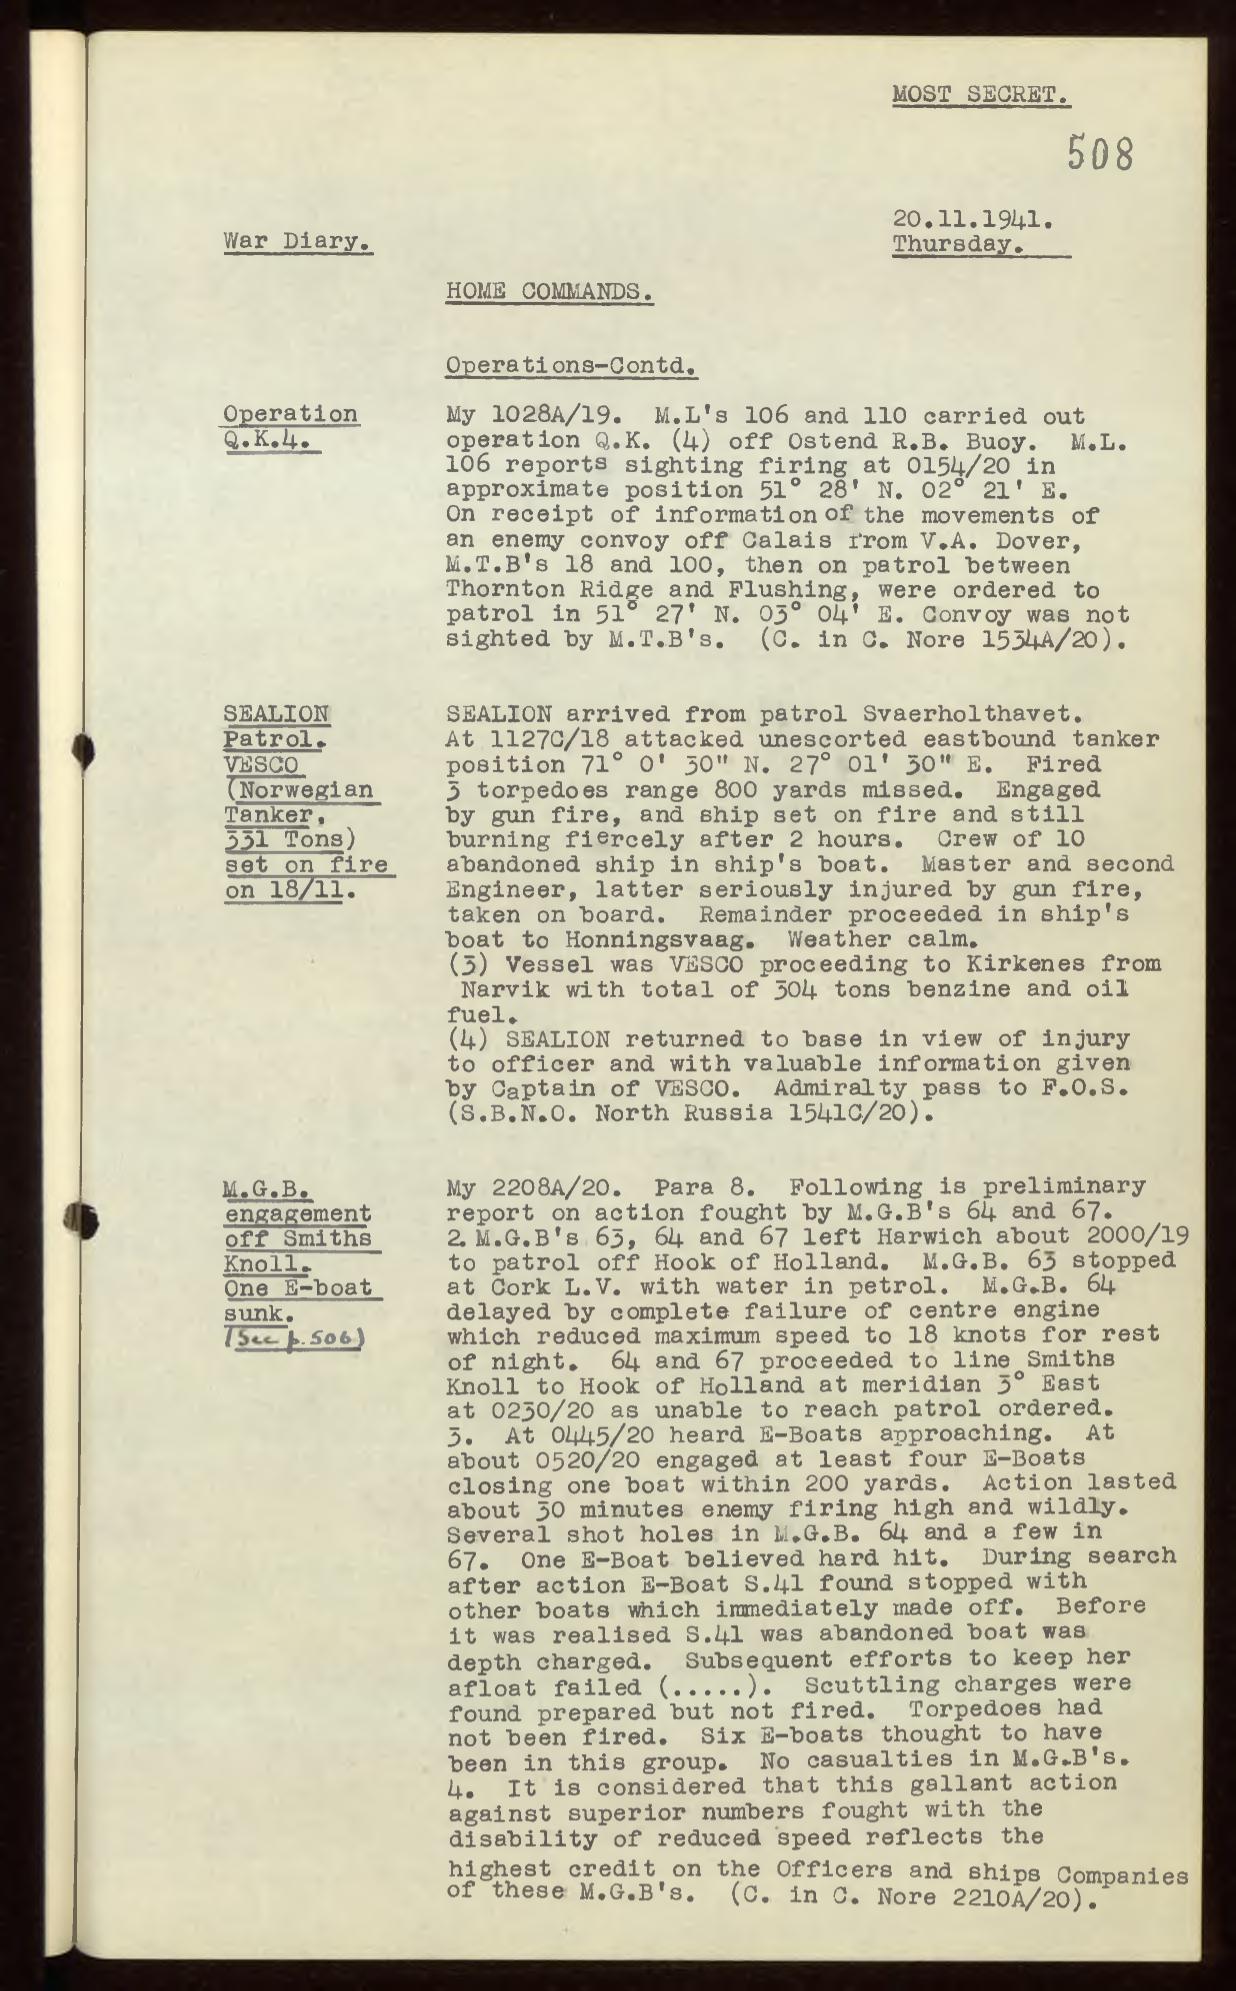 MOST SECRET.
508
20.11.1941.
War Diary.
Thursday.
HOME COMMANDS.
Operations-Contd.
Operation
Q.K.4.
My 1028A/19. M.L's 106 and 110 carried out
operation Q.K. (4) off Ostend R.B. Buoy. M.L.
106 reports sighting firing at 0154/20 in
approximate position 51° 28' N. 02° 21' E.
On receipt of information of the movements of
an enemy convoy off Calais from V.A. Dover,
M.T.B's 18 and 100, then on patrol between
Thornton Ridge and Flushing, were ordered to
patrol in 51° 27' N. 03° 04' E. Convoy was not
sighted by M.T.B's. (C. in C. Nore 1534A/20).
SEALION
Patrol.
VESCO
(Norwegian
Tanker,
331 Tons)
set on fire
on 18/11.
SEALION arrived from patrol Svaerholthavet.
At 1127C/18 attacked unescorted eastbound tanker
position 71° 0' 30" N. 27° 01' 30" E. Fired
3 torpedoes range 800 yards missed. Engaged
by gun fire, and ship set on fire and still
burning fiercely after 2 hours. Crew of 10
abandoned ship in ship's boat. Master and second
Engineer, latter seriously injured by gun fire,
taken on board. Remainder proceeded in ship's
boat to Honningsvaag. Weather calm.
(3) Vessel was VESCO proceeding to Kirkenes from
Narvik with total of 304 tons benzine and oil
fuel.
(4) SEALION returned to base in view of injury
to officer and with valuable information given
by Captain of VESCO. Admiralty pass to F.O.S.
(S.B.N.O. North Russia 1541C/20).
M.G.B.
engagement
off Smiths
Knoll.
One E-boat
sunk.
(See p.506)
My 2208A/20. Para 8. Following is preliminary
report on action fought by M.G.B's 64 and 67.
2. M.G.B's 63, 64 and 67 left Harwich about 2000/19
to patrol off Hook of Holland. M.G.B. 63 stopped
at Cork L.V. with water in petrol. M.G.B. 64
delayed by complete failure of centre engine
which reduced maximum speed to 18 knots for rest
of night. 64 and 67 proceeded to line Smiths
Knoll to Hook of Holland at meridian 3° East
at 0230/20 as unable to reach patrol ordered.
3. At 0445/20 heard E-Boats approaching. At
about 0520/20 engaged at least four E-Boats
closing one boat within 200 yards. Action lasted
about 30 minutes enemy firing high and wildly.
Several shot holes in M.G.B. 64 and a few in
67. One E-Boat believed hard hit. During search
after action E-Boat S.41 found stopped with
other boats which immediately made off. Before
it was realised S.41 was abandoned boat was
depth charged. Subsequent efforts to keep her
afloat failed (.....). Scuttling charges were
found prepared but not fired. Torpedoes had
not been fired. Six E-boats thought to have
been in this group. No casualties in M.G.B's.
4. It is considered that this gallant action
against superior numbers fought with the
disability of reduced speed reflects the
highest credit on the Officers and ships Companies
of these M.G.B's. (C. in C. Nore 2210A/20).